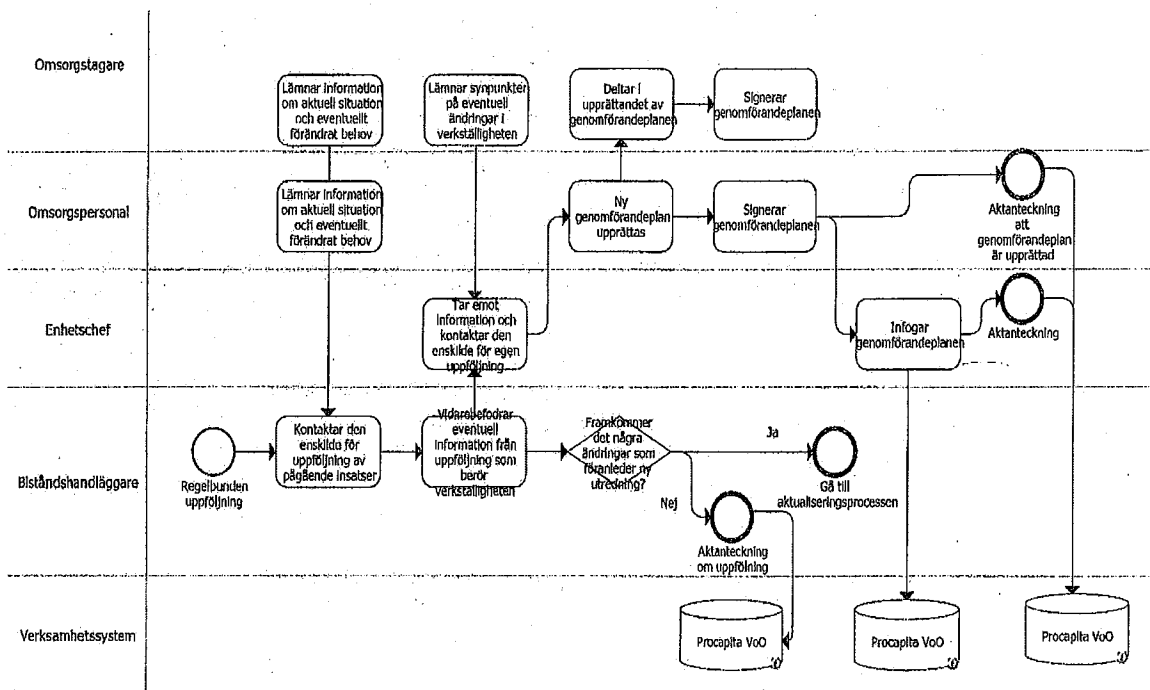 Omsorgstagare
Lämnar information
om aktuell situation
och eventuellt
förändrat behov
Lämnar synpunkter
på eventuell
ändringar i
verkställigheten
Deltar i
upprättandet av
genomförandeplanen
Signerar
genomförandeplanen
Omsorgspersonal
Lämnar information
om aktuell situation
och eventuellt
förändrat behov
Ny
genomförandeplan
upprättas
Signerar
genomförandeplanen
Aktanteckning
att
genomförandeplan
är upprättad
Enhetschef
Tar emot
information och
kontaktar den
enskilde för egen
uppföljning
Infogar
genomförandeplanen
Aktanteckning
Biståndshandläggare
Regelbunden
uppföljning
Kontaktar den
enskilde för
uppföljning av
pågående insatser
Vidarebefodrar
eventuell
information från
uppföljning som
berör
verkställigheten
Framkommer
det några
ändringar som
föranleder ny
utredning?
Ja
Gå till
aktualiseringsprocessen
Nej
Aktanteckning
om uppfölning
Verksamhetssystem
Procapita VoO
Procapita VoO
Procapita VoO